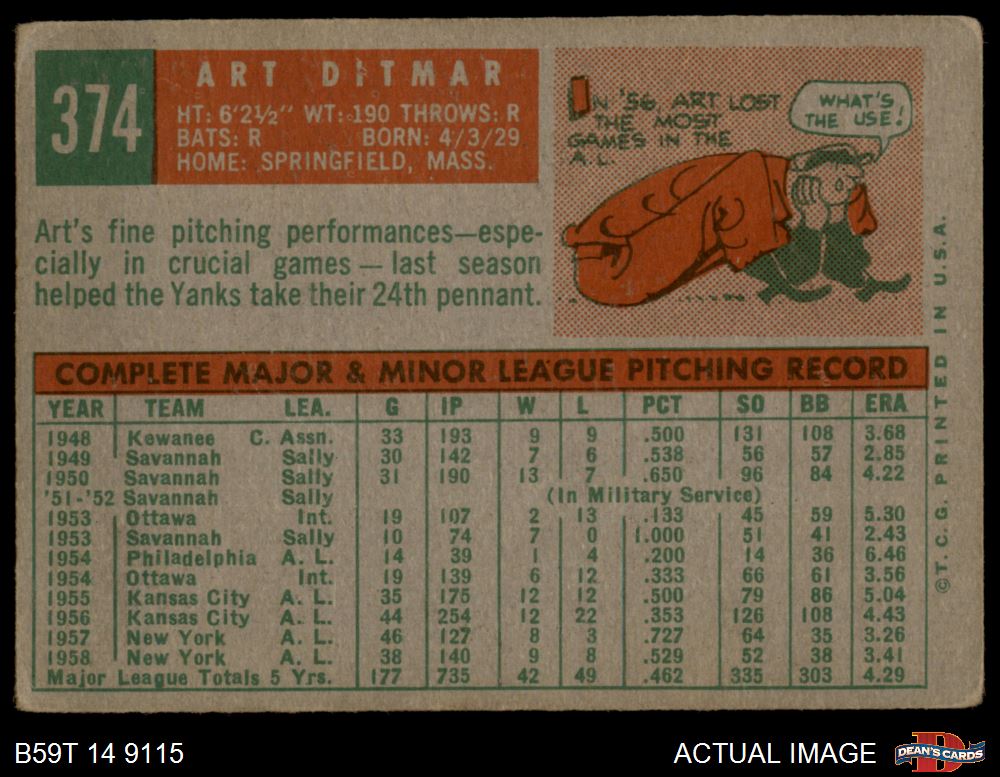 374
ART DITMAR
HT: 6'2½" WT: 190 THROWS: R
BATS: R BORN: 4/3/29
HOME: SPRINGFIELD, MASS.
IN '56, ART LOST
THE MOST
GAMES IN THE
A.L.
WHAT'S
THE USE!
Art's fine pitching performances—espe-
cially in crucial games — last season
helped the Yanks take their 24th pennant.
COMPLETE MAJOR & MINOR LEAGUE PITCHING RECORD
YEAR TEAM LEA. G IP W L PCT SO BB ERA
1948 Kewanee C. Assn. 33 193 9 9 .500 131 108 3.68
1949 Savannah Sally 30 142 7 6 .538 56 57 2.85
1950 Savannah Sally 31 190 13 7 .650 96 84 4.22
'51-'52 Savannah Sally (In Military Service)
1953 Ottawa Int. 19 107 2 13 .133 45 59 5.30
1953 Savannah Sally 10 74 7 0 1.000 51 41 2.43
1954 Philadelphia A. L. 14 39 1 4 .200 14 36 6.46
1954 Ottawa Int. 19 139 6 12 .333 66 61 3.56
1955 Kansas City A. L. 35 175 12 12 .500 79 86 5.04
1956 Kansas City A. L. 44 254 12 22 .353 126 108 4.43
1957 New York A. L. 46 127 8 3 .727 64 35 3.26
1958 New York A. L. 38 140 9 8 .529 52 38 3.41
Major League Totals 5 Yrs. 177 735 42 49 .462 335 303 4.29
©T. C. G. PRINTED IN U.S.A.
B59T 14 9115
ACTUAL IMAGE
D
DEAN'S CARDS